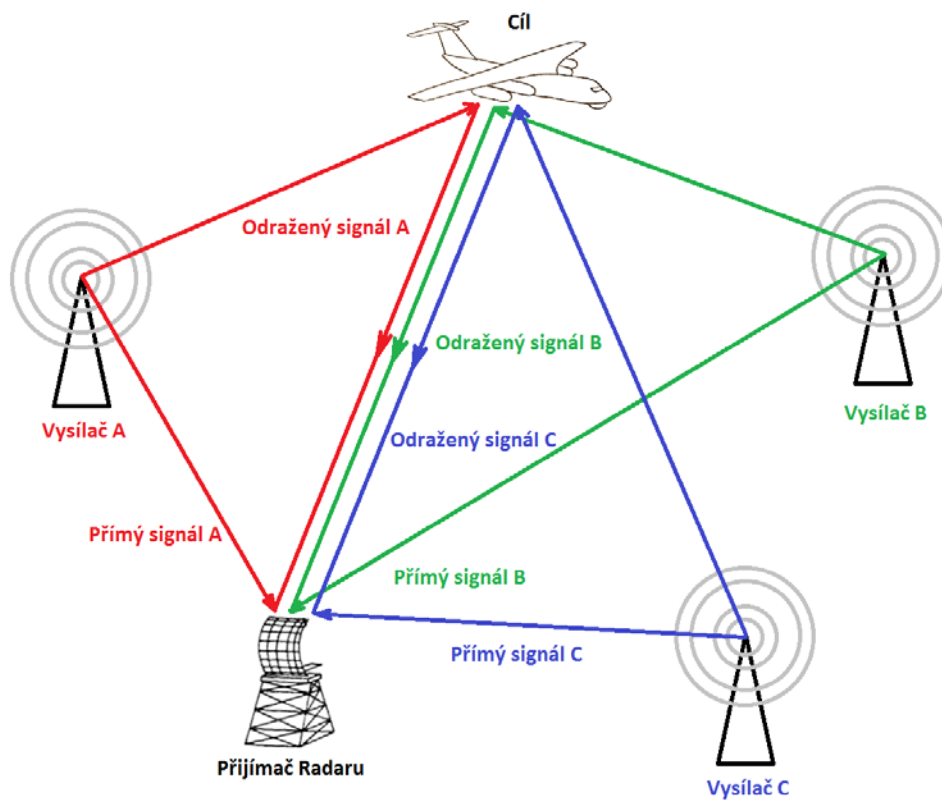 Cíl
Odražený signál A
Odražený signál B
Vysílač A
Vysílač B
Odražený signál C
Přímý signál A
Přímý signál B
Přímý signál C
Přijímač Radaru
Vysílač C